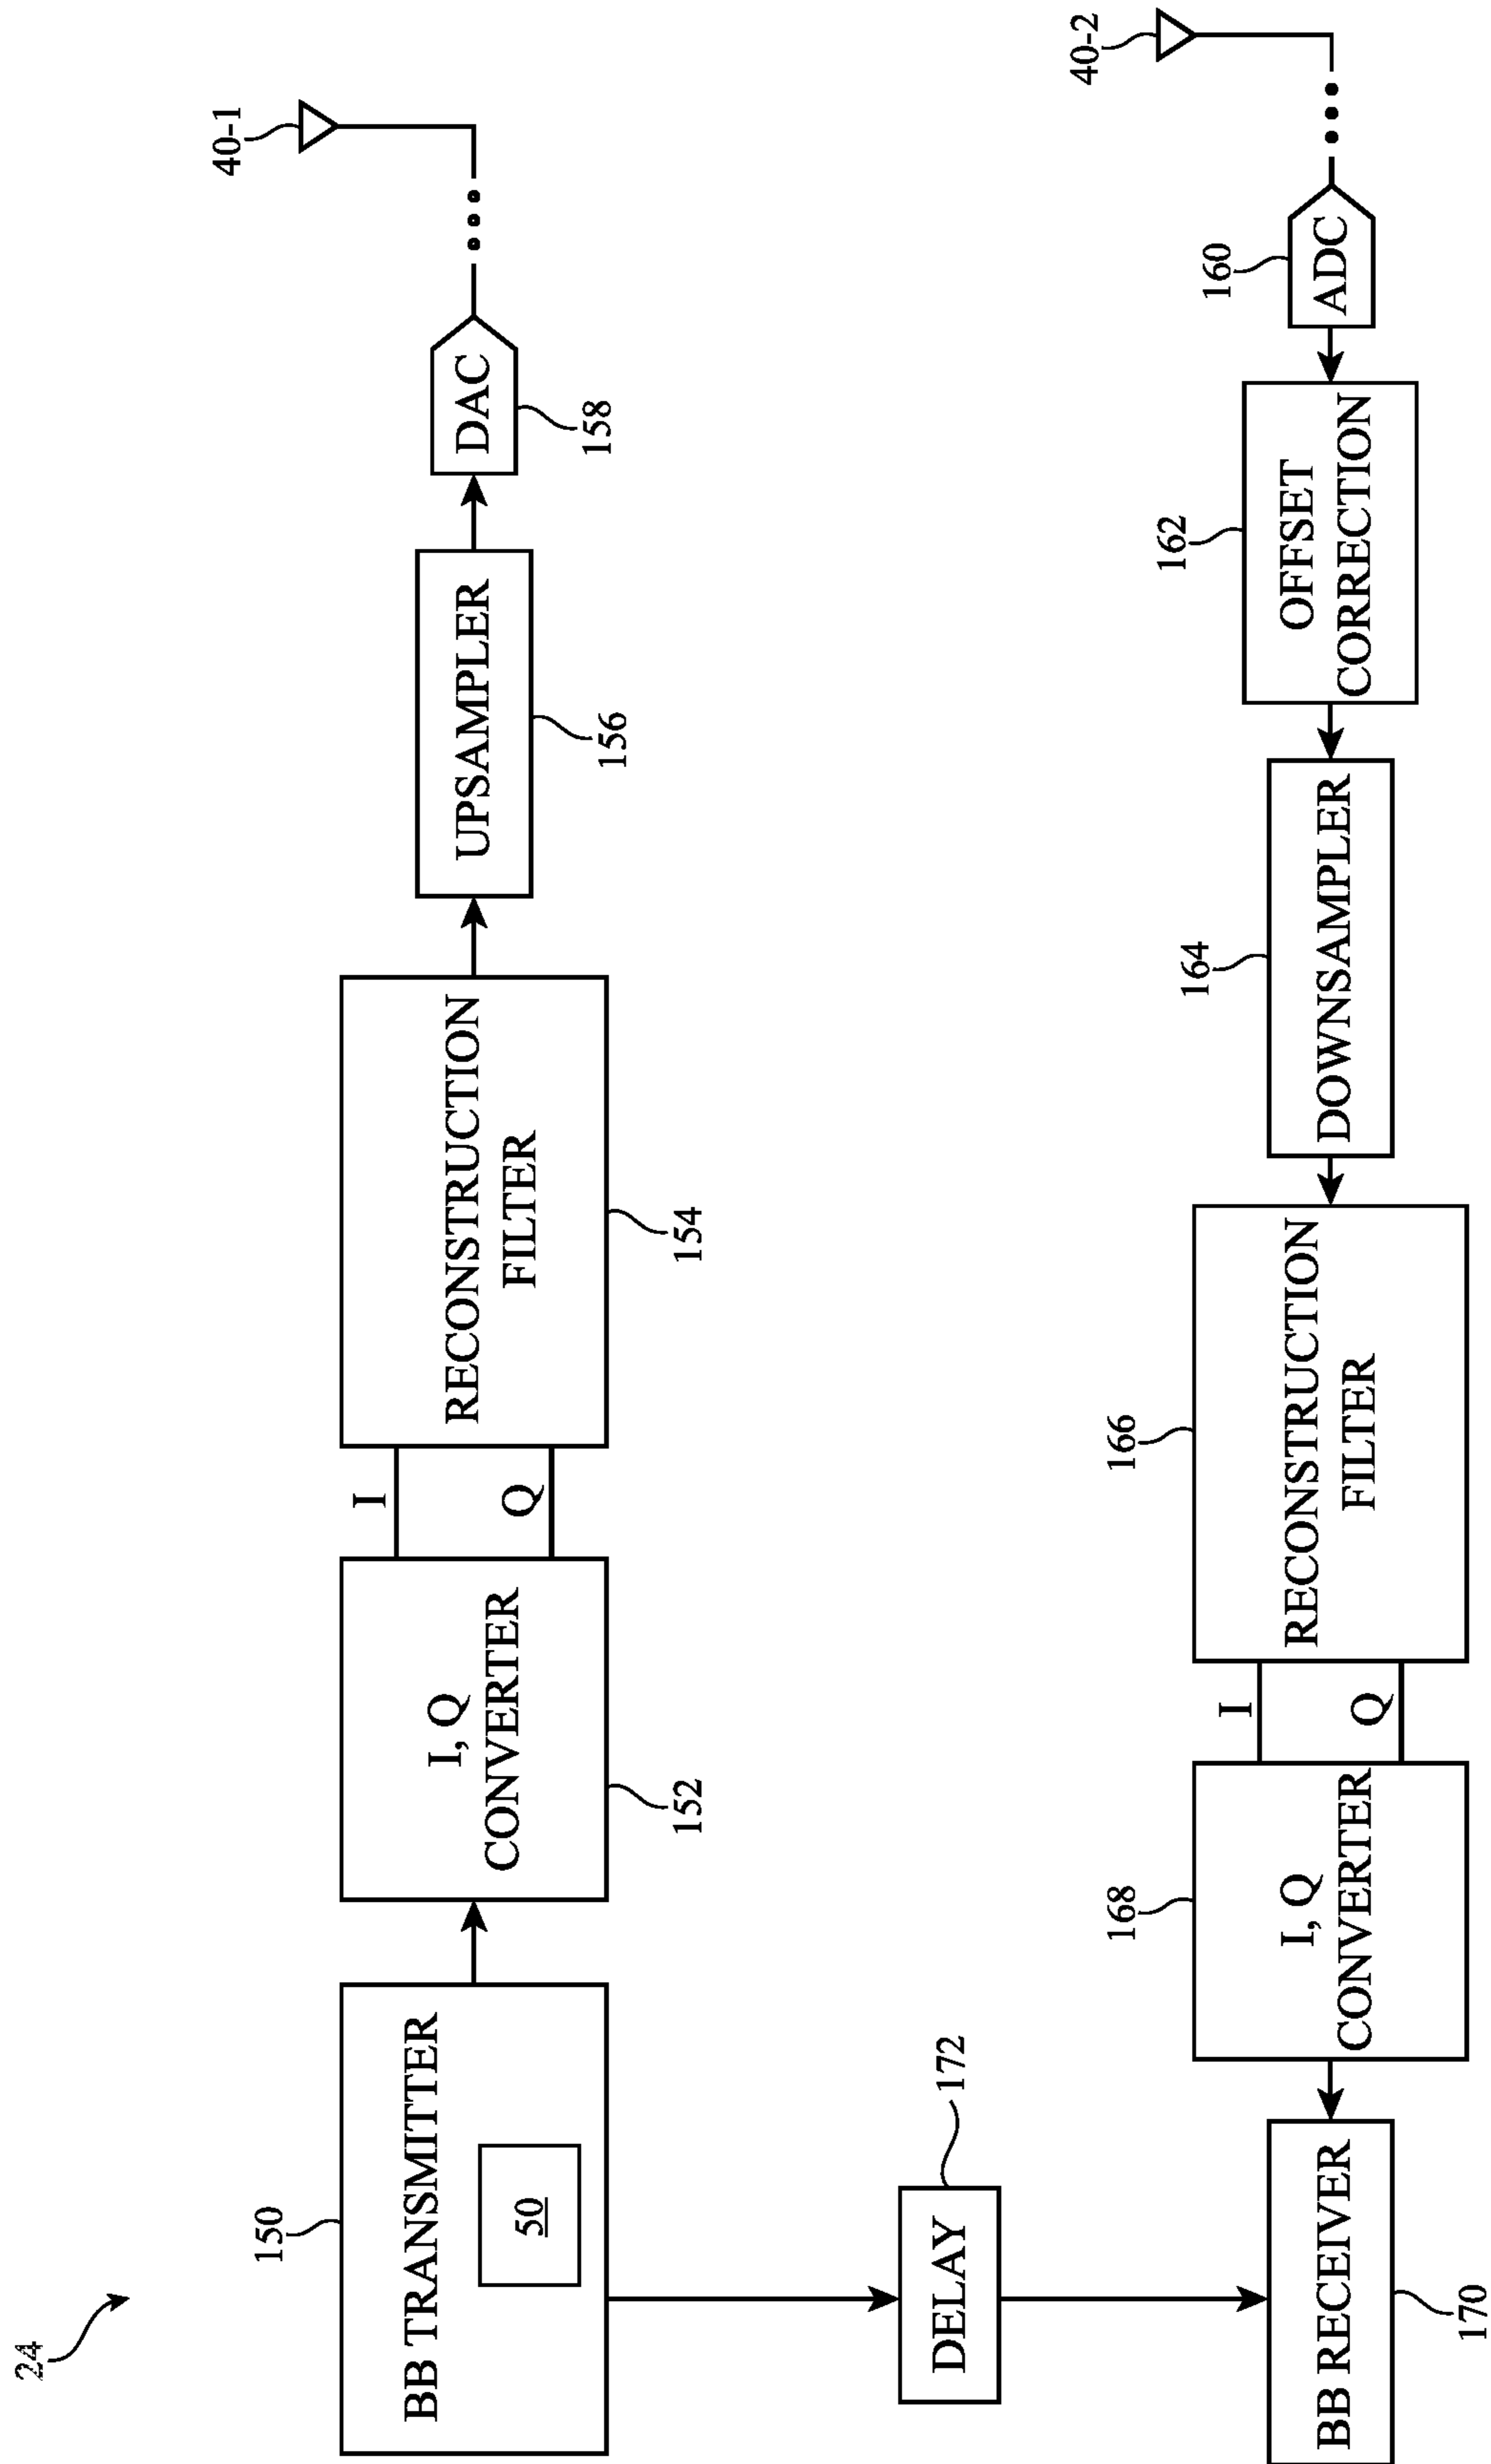 24
150
BB TRANSMITTER
50
I, Q
CONVERTER
152
I
Q
RECONSTRUCTION
FILTER
154
UPSAMPLER
156
DAC
158
40-1
DELAY
172
BB RECEIVER
170
168
I, Q
CONVERTER
I
Q
166
RECONSTRUCTION
FILTER
164
DOWNSAMPLER
162
OFFSET
CORRECTION
160
ADC
40-2